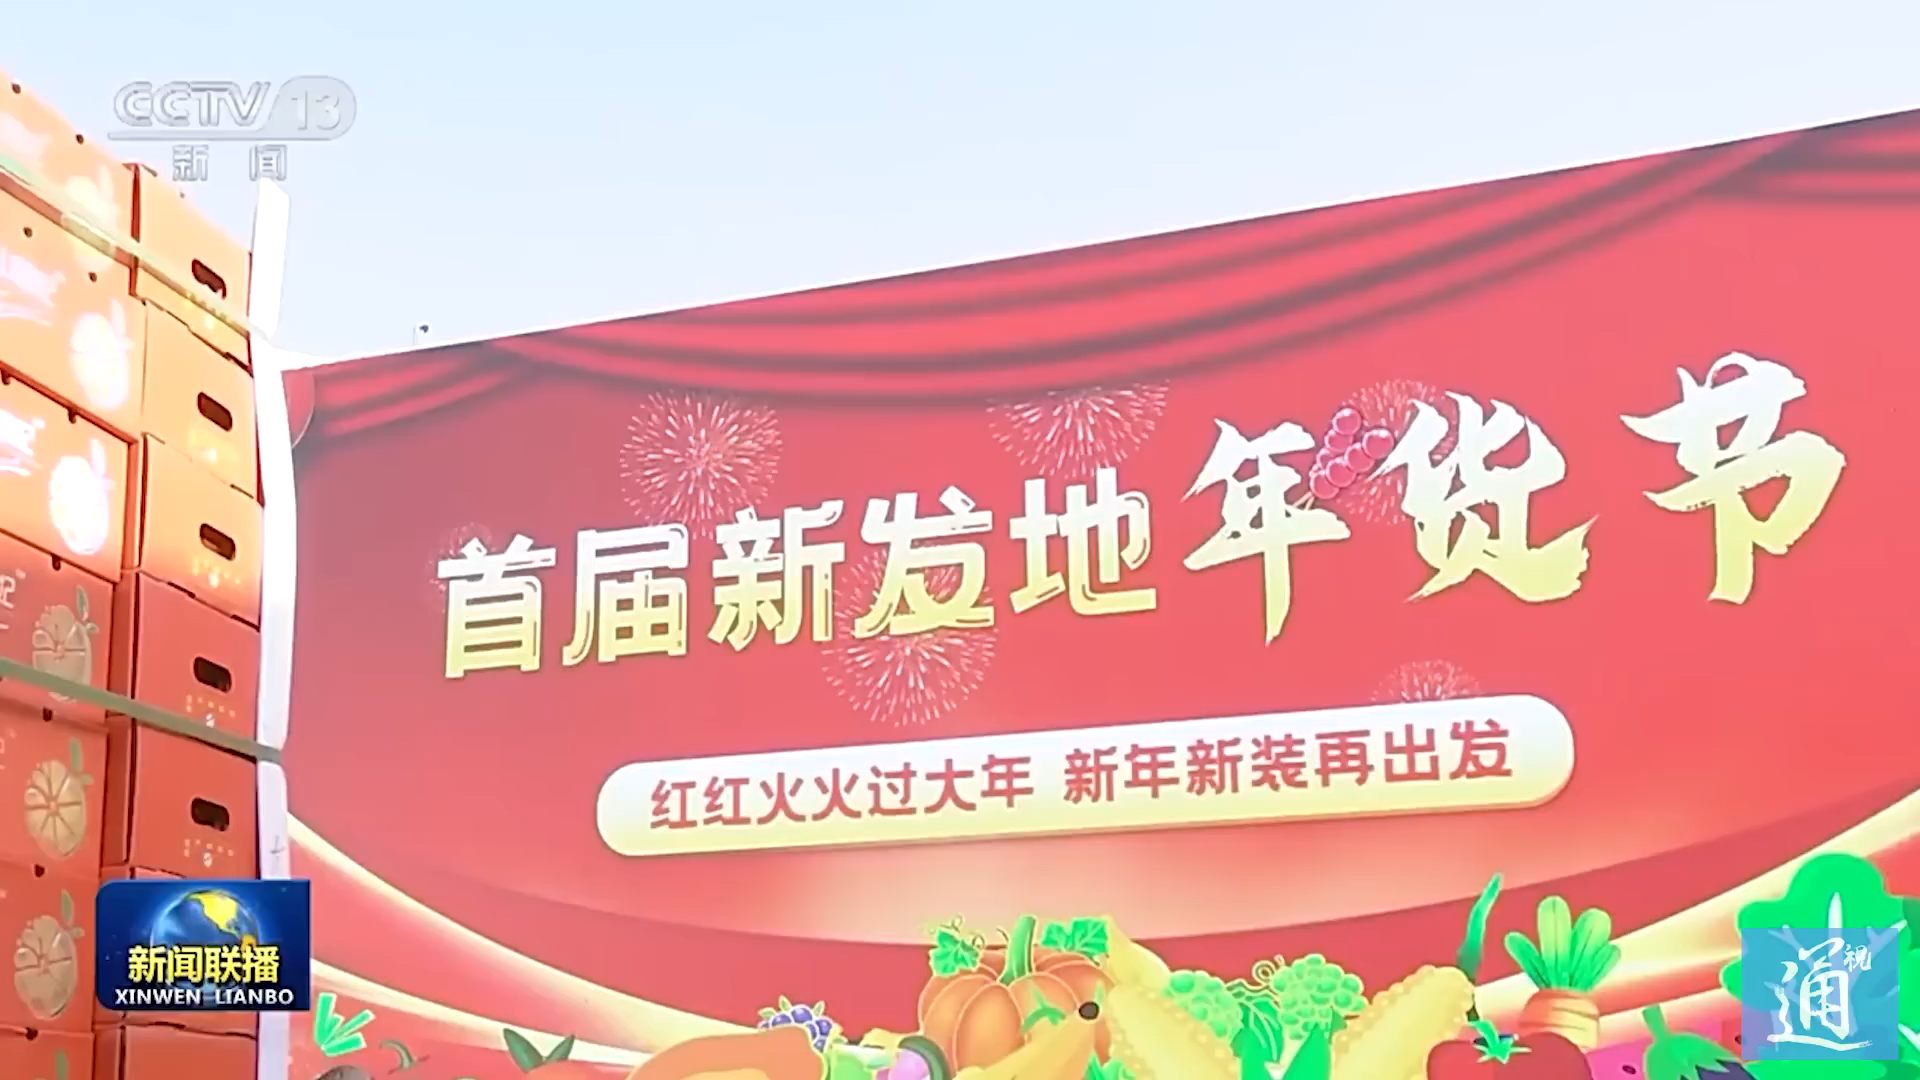 CCTV 13
新闻
首届新发地年货节
红红火火过大年 新年新装再出发
新闻联播
XINWEN LIANBO
通视